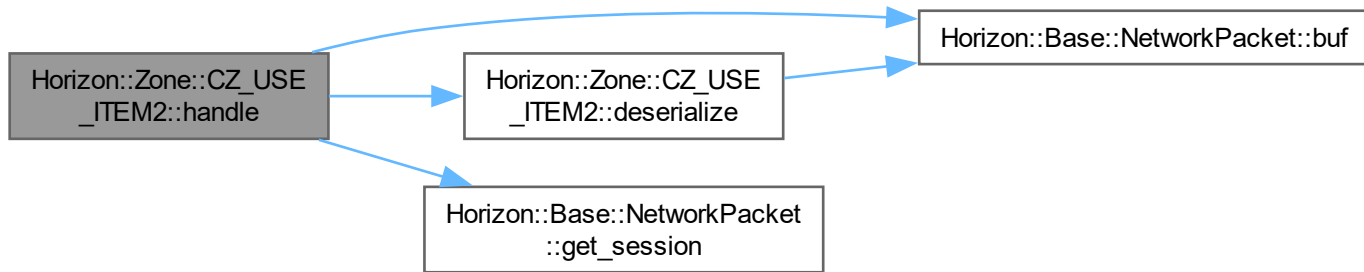 Horizon::Zone::CZ_USE
_ITEM2::handle
Horizon::Base::NetworkPacket::buf
Horizon::Zone::CZ_USE
_ITEM2::deserialize
Horizon::Base::NetworkPacket
::get_session